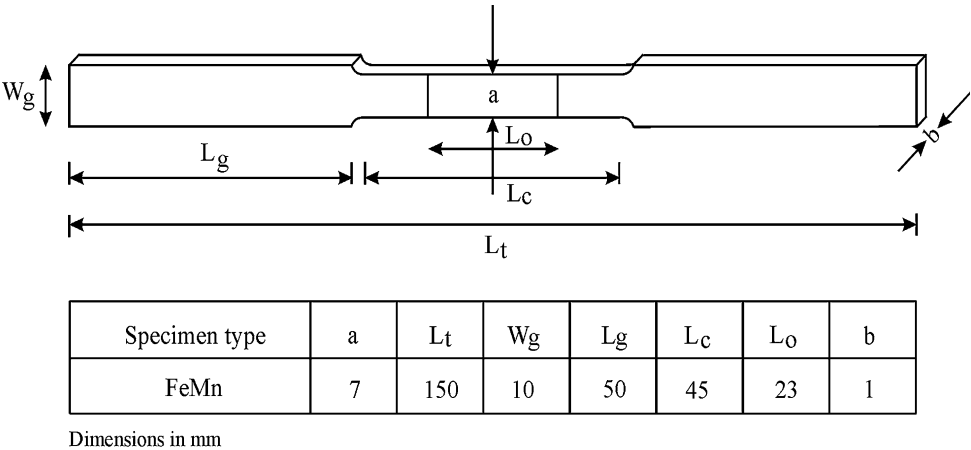 a
Wg
b
Lo
Lg
Lc
Lt
Specimen type a Lt Wg Lg Lc Lo b
FeMn 7 150 10 50 45 23 1
Dimensions in mm